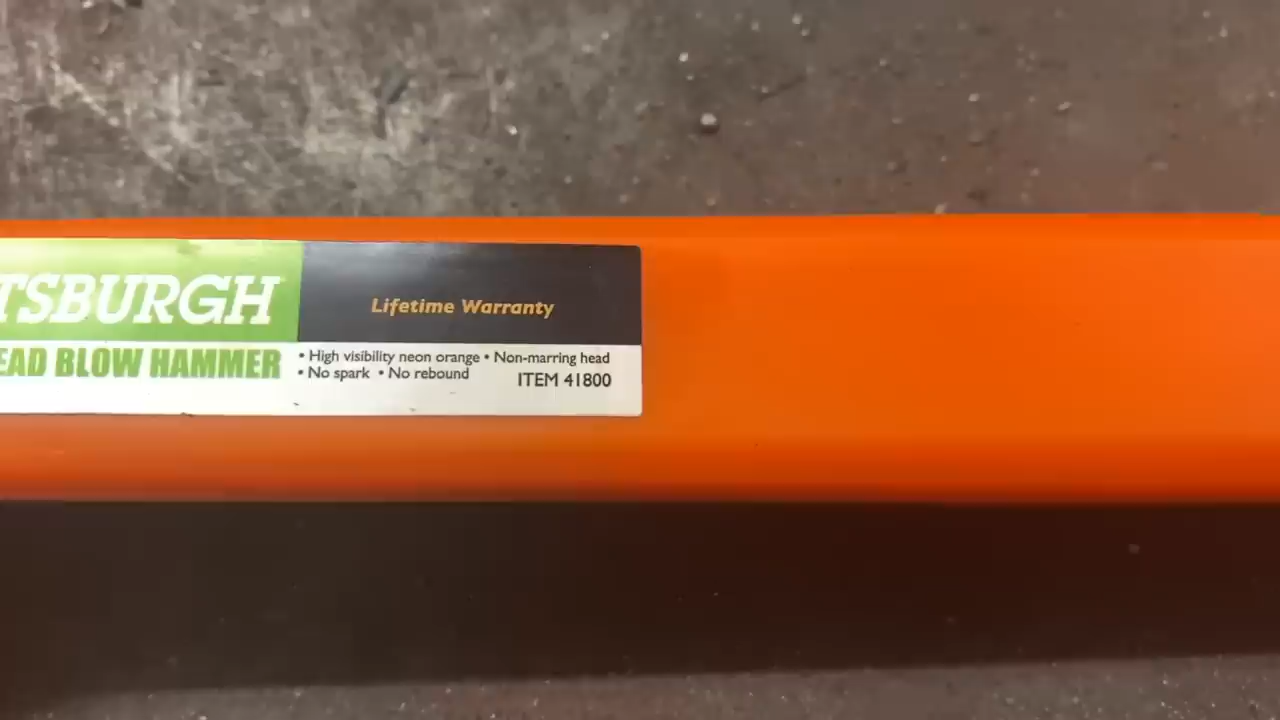 TSBURGH
Lifetime Warranty
EAD BLOW HAMMER
• High visibility neon orange • Non-marring head
• No spark • No rebound
ITEM 41800